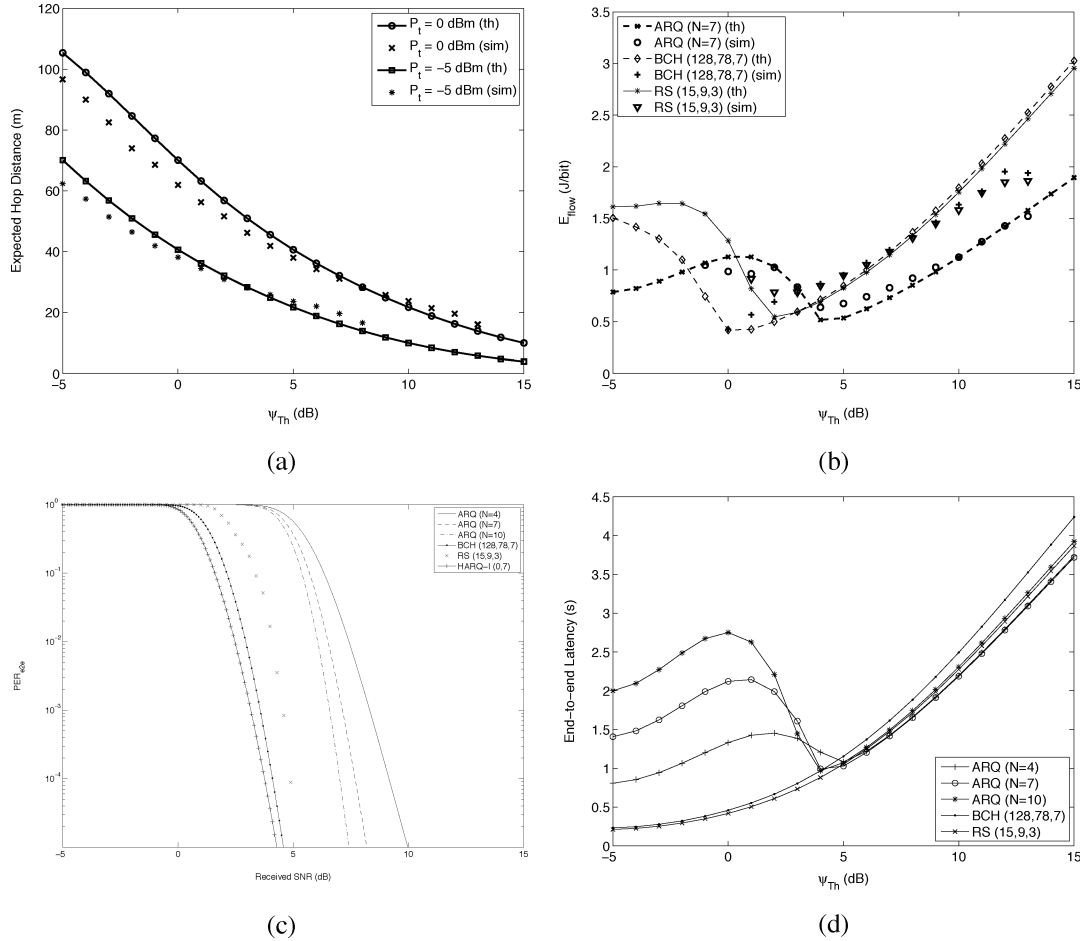 120
100
80
60
40
20
0
−5
0
5
10
15
Expected Hop Distance (m)
ψTh (dB)
Pt = 0 dBm (th)
Pt = 0 dBm (sim)
Pt = −5 dBm (th)
Pt = −5 dBm (sim)
(a)
3.5
3
2.5
2
1.5
1
0.5
0
−5
0
5
10
15
Eflow (J/bit)
ψTh (dB)
ARQ (N=7) (th)
ARQ (N=7) (sim)
BCH (128,78,7) (th)
BCH (128,78,7) (sim)
RS (15,9,3) (th)
RS (15,9,3) (sim)
(b)
10^0
10^−1
10^−2
10^−3
10^−4
−5
0
5
10
15
PERe2e
Received SNR (dB)
ARQ (N=4)
ARQ (N=7)
ARQ (N=10)
BCH (128,78,7)
RS (15,9,3)
HARQ−I (0,7)
(c)
4.5
4
3.5
3
2.5
2
1.5
1
0.5
0
−5
0
5
10
15
End-to-end Latency (s)
ψTh (dB)
ARQ (N=4)
ARQ (N=7)
ARQ (N=10)
BCH (128,78,7)
RS (15,9,3)
(d)